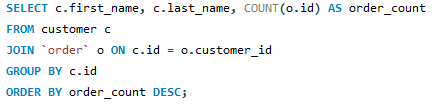 SELECT c.first_name, c.last_name, COUNT(o.id) AS order_count
FROM customer c
JOIN `order` o ON c.id = o.customer_id
GROUP BY c.id
ORDER BY order_count DESC;